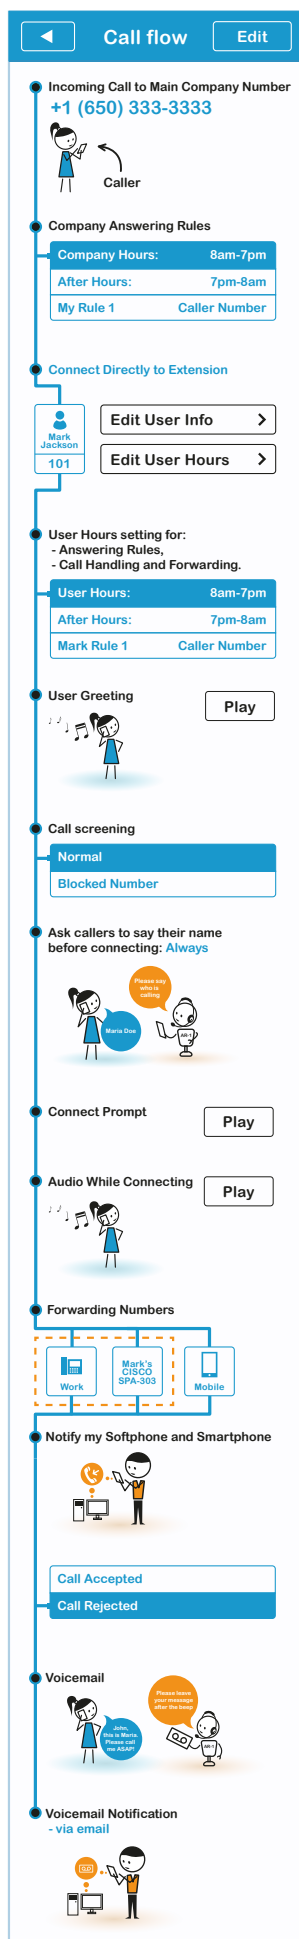 Call flow
Edit
Incoming Call to Main Company Number
+1 (650) 333-3333
Caller
Company Answering Rules
Company Hours: 8am-7pm
After Hours: 7pm-8am
My Rule 1 Caller Number
Connect Directly to Extension
Mark
Jackson
101
Edit User Info
Edit User Hours
User Hours setting for:
- Answering Rules,
- Call Handling and Forwarding.
User Hours: 8am-7pm
After Hours: 7pm-8am
Mark Rule 1 Caller Number
User Greeting
Play
Call screening
Normal
Blocked Number
Ask callers to say their name
before connecting: Always
Please say
who is
calling
Maria Doe
AR-1
Connect Prompt
Play
Audio While Connecting
Play
Forwarding Numbers
Work
Mark's
CISCO
SPA-303
Mobile
Notify my Softphone and Smartphone
Call Accepted
Call Rejected
Voicemail
Please leave
your message
after the beep
John,
this is Maria.
Please call
me ASAP!
AR-1
Voicemail Notification
- via email